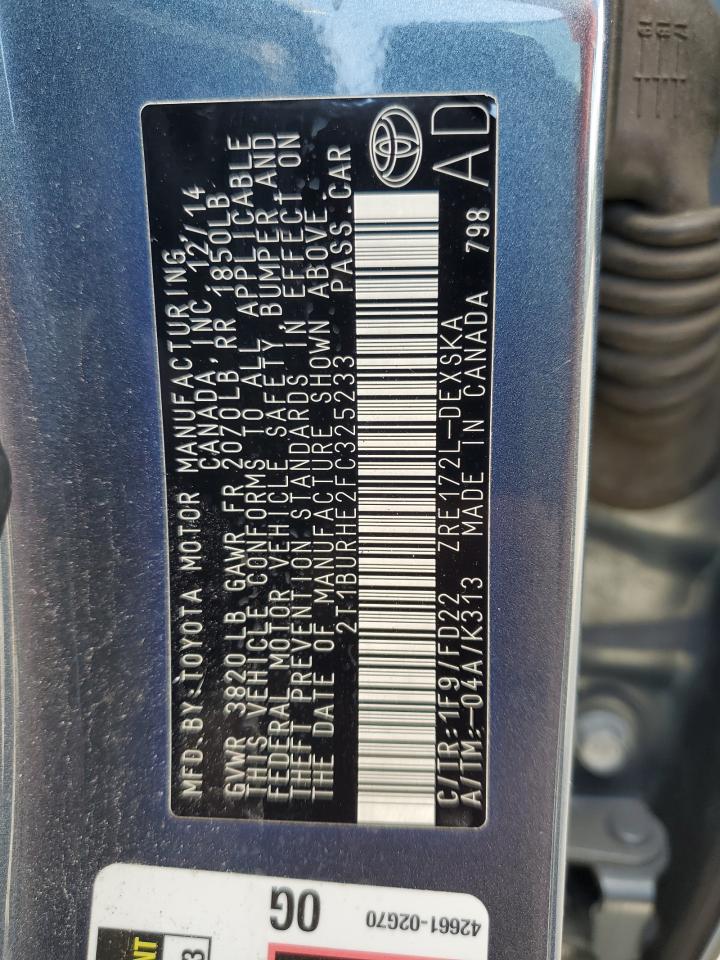 MFD.BY:TOYOTA MOTOR MANUFACTURING
CANADA, INC. 12/14
GVWR 3820LB GAWR FR 2070LB, RR 1850LB
THIS VEHICLE CONFORMS TO ALL APPLICABLE
FEDERAL MOTOR VEHICLE SAFETY, BUMPER, AND
THEFT PREVENTION STANDARDS IN EFFECT ON
THE DATE OF MANUFACTURE SHOWN ABOVE.
2T1BURHE2FC325233 PASS.CAR
C/TR:1F9/FD22 ZRE172L-DEXSKA
A/TM:-04A/K313 MADE IN CANADA 798
AD
0G
42661-02G70
3